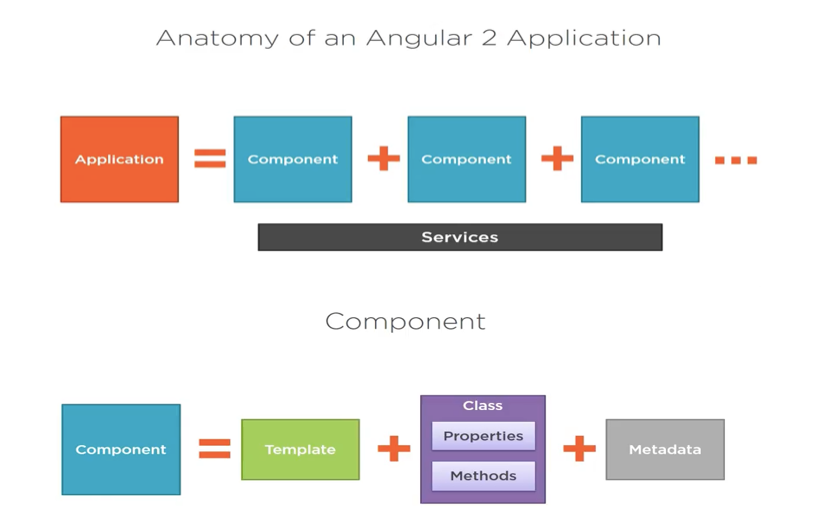 Anatomy of an Angular 2 Application
Application = Component + Component + Component ...
Services
Component
Component = Template + Class + Metadata
Properties
Methods